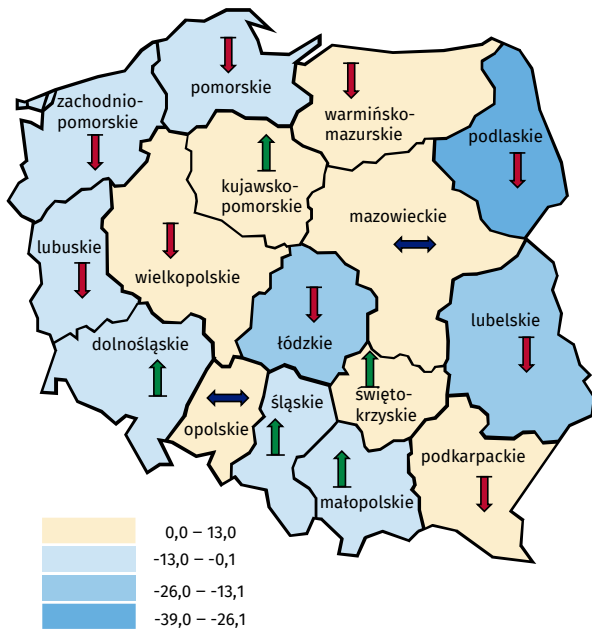 pomorskie
zachodnio-
pomorskie
warmińsko-
mazurskie
podlaskie
kujawsko-
pomorskie
mazowieckie
lubuskie
wielkopolskie
lubelskie
dolnośląskie
łódzkie
śląskie
święto-
krzyskie
opolskie
podkarpackie
małopolskie
0,0 – 13,0
-13,0 – -0,1
-26,0 – -13,1
-39,0 – -26,1